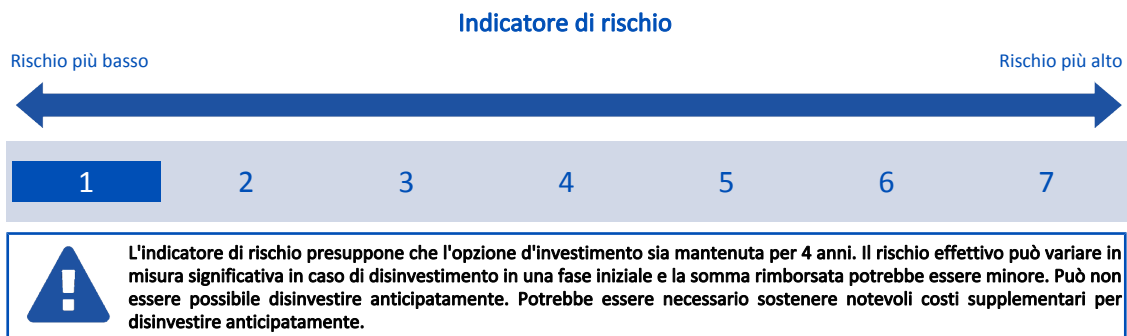 Indicatore di rischio
Rischio più basso
Rischio più alto
1 2 3 4 5 6 7
L'indicatore di rischio presuppone che l'opzione d'investimento sia mantenuta per 4 anni. Il rischio effettivo può variare in
misura significativa in caso di disinvestimento in una fase iniziale e la somma rimborsata potrebbe essere minore. Può non
essere possibile disinvestire anticipatamente. Potrebbe essere necessario sostenere notevoli costi supplementari per
disinvestire anticipatamente.